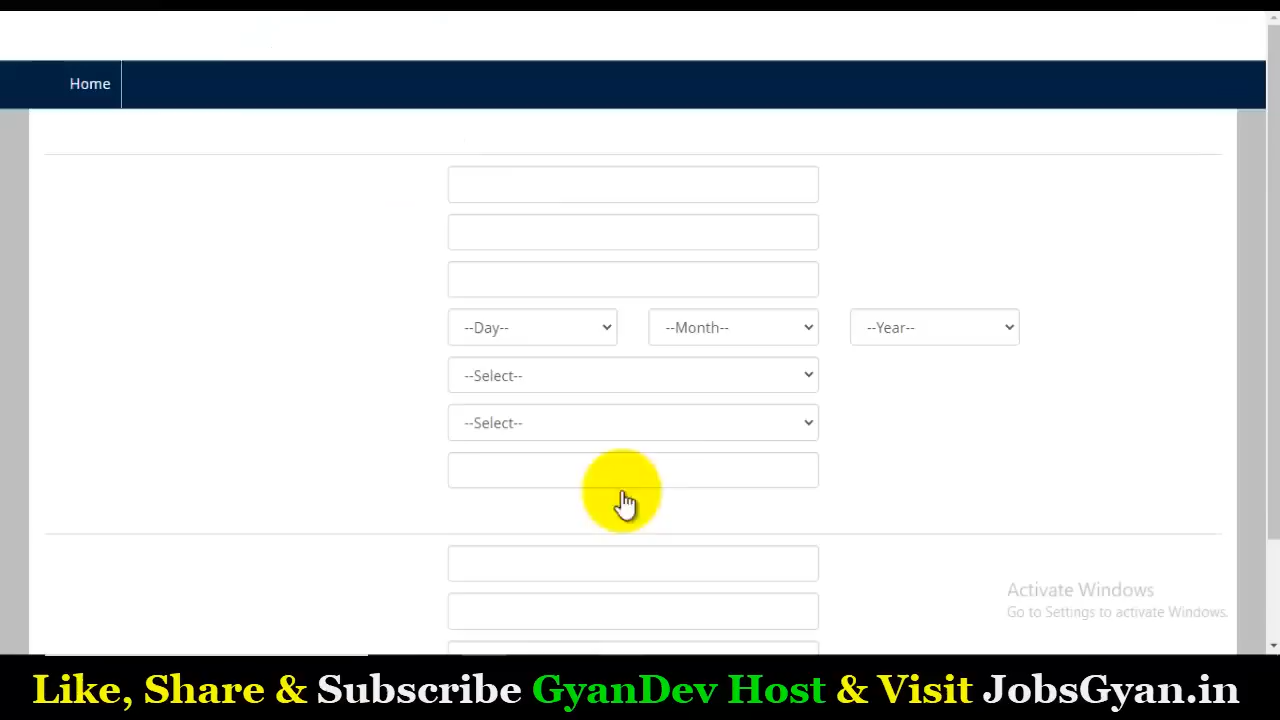 Home
--Day-- --Month-- --Year--
--Select--
--Select--
Activate Windows
Go to Settings to activate Windows.
Like, Share & Subscribe GyanDev Host & Visit JobsGyan.in